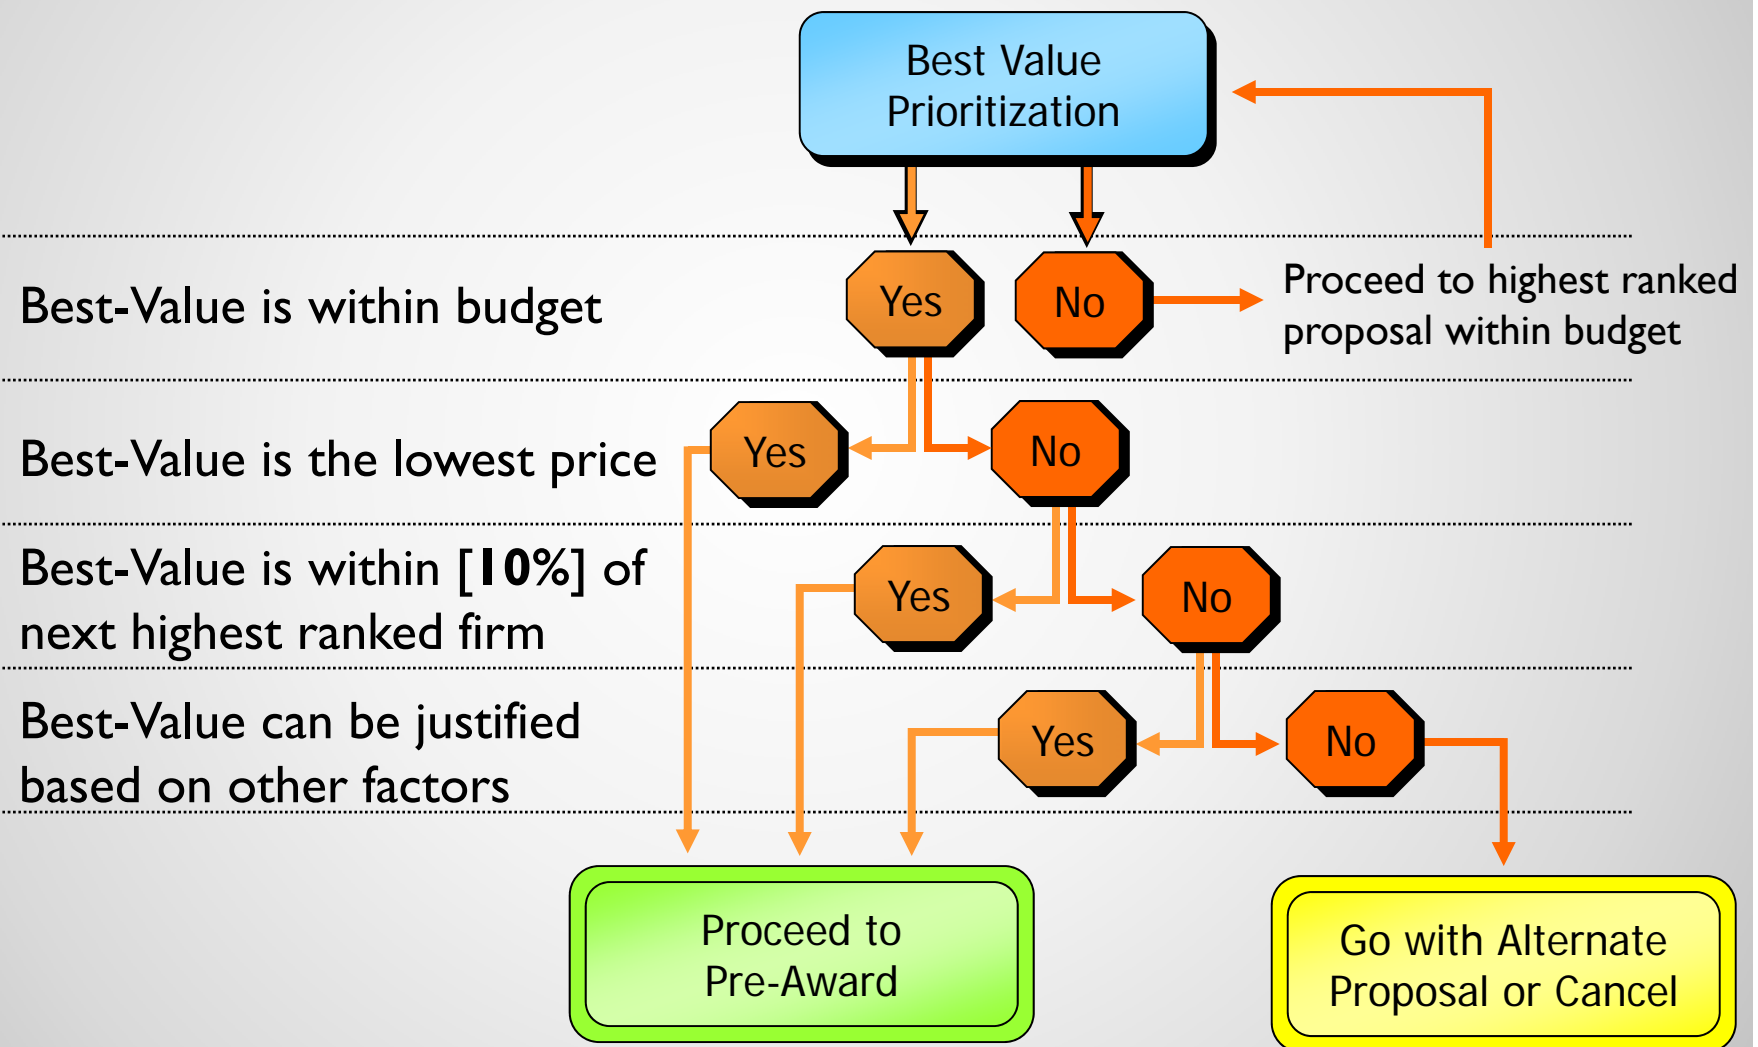 Best Value
Prioritization
Best-Value is within budget
Yes
No
Proceed to highest ranked
proposal within budget
Best-Value is the lowest price
Yes
No
Best-Value is within [10%] of
next highest ranked firm
Yes
No
Best-Value can be justified
based on other factors
Yes
No
Proceed to
Pre-Award
Go with Alternate
Proposal or Cancel